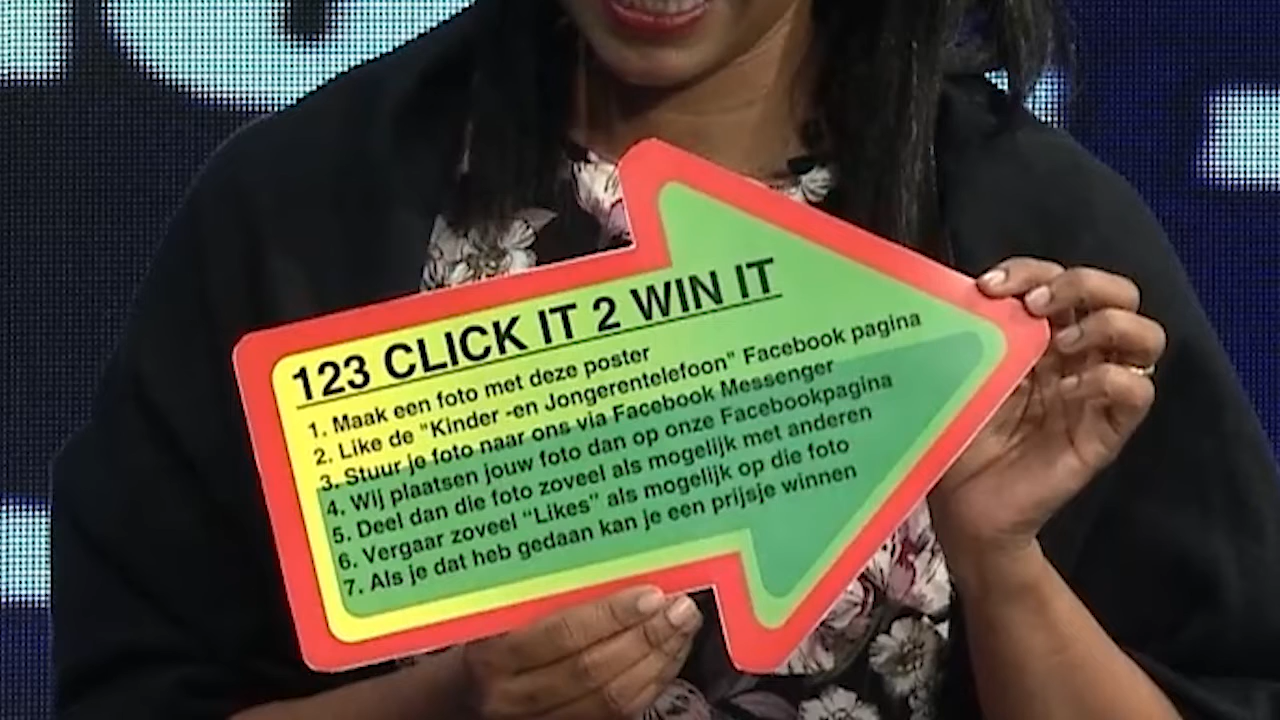 123 CLICK IT 2 WIN IT
1. Maak een foto met deze poster
2. Like de "Kinder -en Jongerentelefoon" Facebook pagina
3. Stuur je foto naar ons via Facebook Messenger
4. Wij plaatsen jouw foto dan op onze Facebookpagina
5. Deel dan die foto zoveel als mogelijk met anderen
6. Vergaar zoveel “Likes” als mogelijk op die foto
7. Als je dat heb gedaan kan je een prijsje winnen